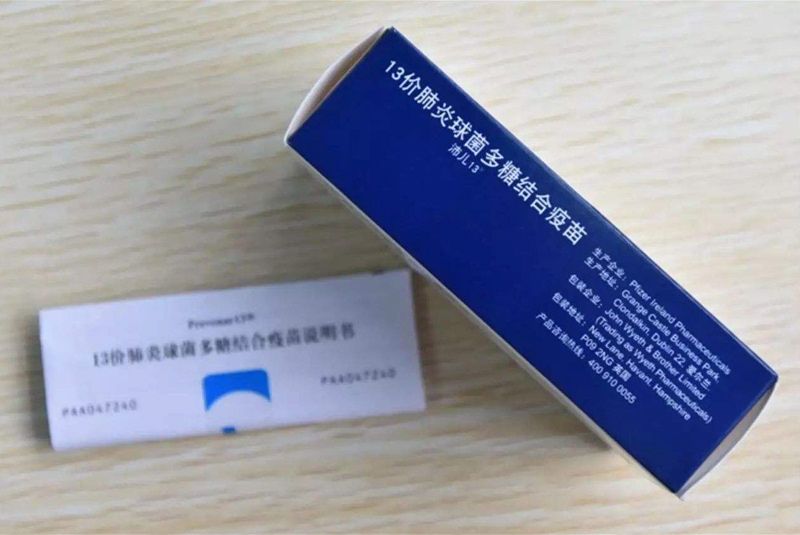 13价肺炎球菌多糖结合疫苗
沛儿13®
生产企业：Pfizer Ireland Pharmaceuticals
生产地址：Grange Castle Business Park,
Clondalkin, Dublin 22 爱尔兰
包装企业：John Wyeth & Brother Limited
(Trading as Wyeth Pharmaceuticals)
包装地址：New Lane, Havant, Hampshire
P09 2NG 英国
产品咨询热线：400 910 0055
Prevenar13®
13价肺炎球菌多糖结合疫苗说明书
PAA047240
PAA047240